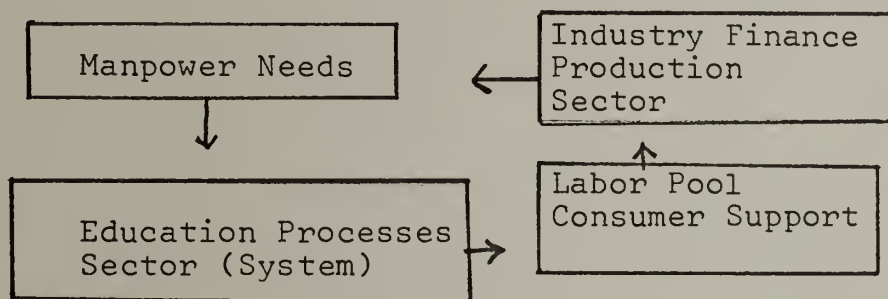 Manpower Needs
Industry Finance
Production
Sector
Education Processes
Sector (System)
Labor Pool
Consumer Support